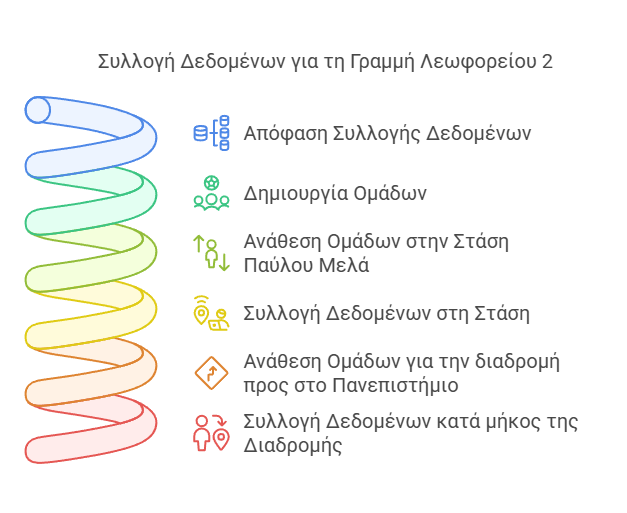 Συλλογή Δεδομένων για τη Γραμμή Λεωφορείου 2
Απόφαση Συλλογής Δεδομένων
Δημιουργία Ομάδων
Ανάθεση Ομάδων στην Στάση
Παύλου Μελά
Συλλογή Δεδομένων στη Στάση
Ανάθεση Ομάδων για την διαδρομή
προς στο Πανεπιστήμιο
Συλλογή Δεδομένων κατά μήκος της
Διαδρομής